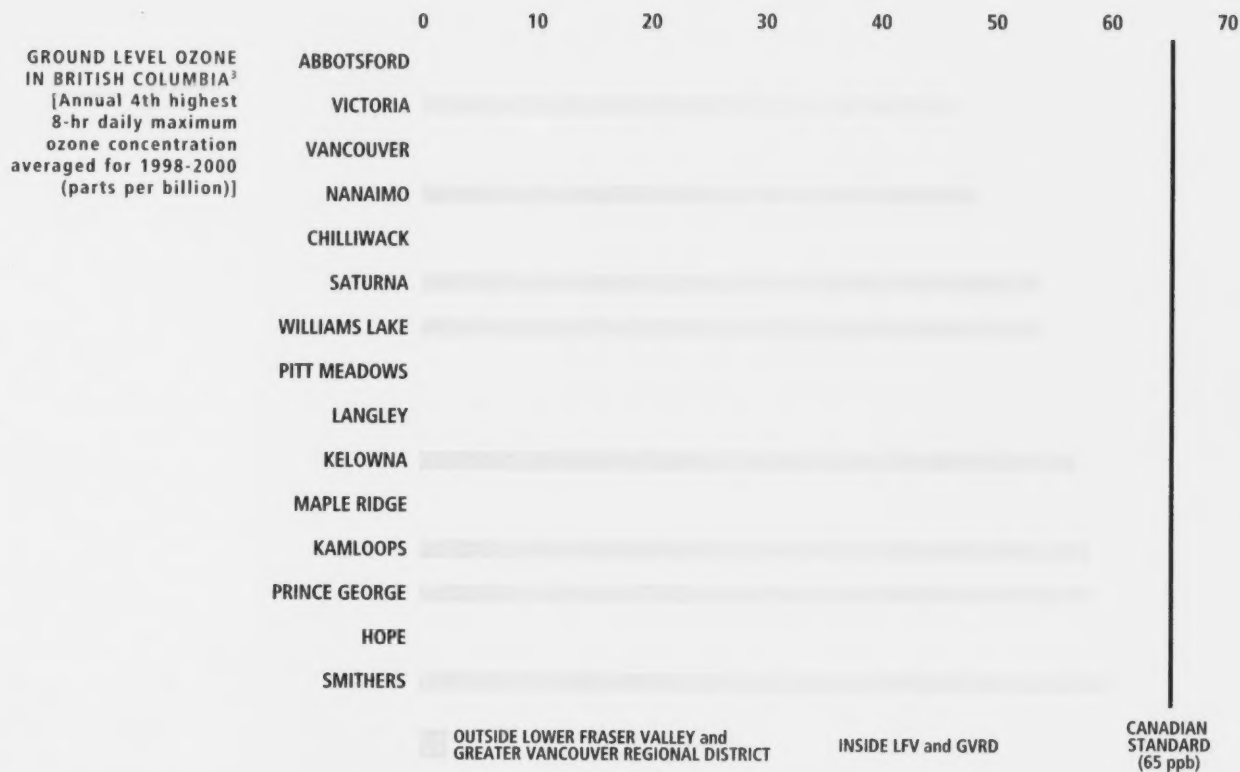 0 10 20 30 40 50 60 70
GROUND LEVEL OZONE
IN BRITISH COLUMBIA³
[Annual 4th highest
8-hr daily maximum
ozone concentration
averaged for 1998-2000
(parts per billion)]
ABBOTSFORD
VICTORIA
VANCOUVER
NANAIMO
CHILLIWACK
SATURNA
WILLIAMS LAKE
PITT MEADOWS
LANGLEY
KELOWNA
MAPLE RIDGE
KAMLOOPS
PRINCE GEORGE
HOPE
SMITHERS
OUTSIDE LOWER FRASER VALLEY and
GREATER VANCOUVER REGIONAL DISTRICT
INSIDE LFV and GVRD
CANADIAN
STANDARD
(65 ppb)